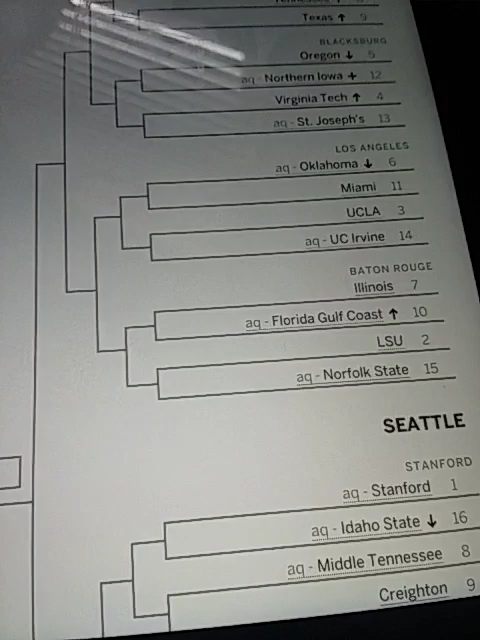 Tennessee
Texas ↑ 9
BLACKSBURG
Oregon ↓ 5
aq - Northern Iowa + 12
Virginia Tech ↑ 4
aq - St. Joseph's 13
LOS ANGELES
aq - Oklahoma ↓ 6
Miami 11
UCLA 3
aq - UC Irvine 14
BATON ROUGE
Illinois 7
aq - Florida Gulf Coast ↑ 10
LSU 2
aq - Norfolk State 15
SEATTLE
STANFORD
aq - Stanford 1
aq - Idaho State ↓ 16
aq - Middle Tennessee 8
Creighton 9